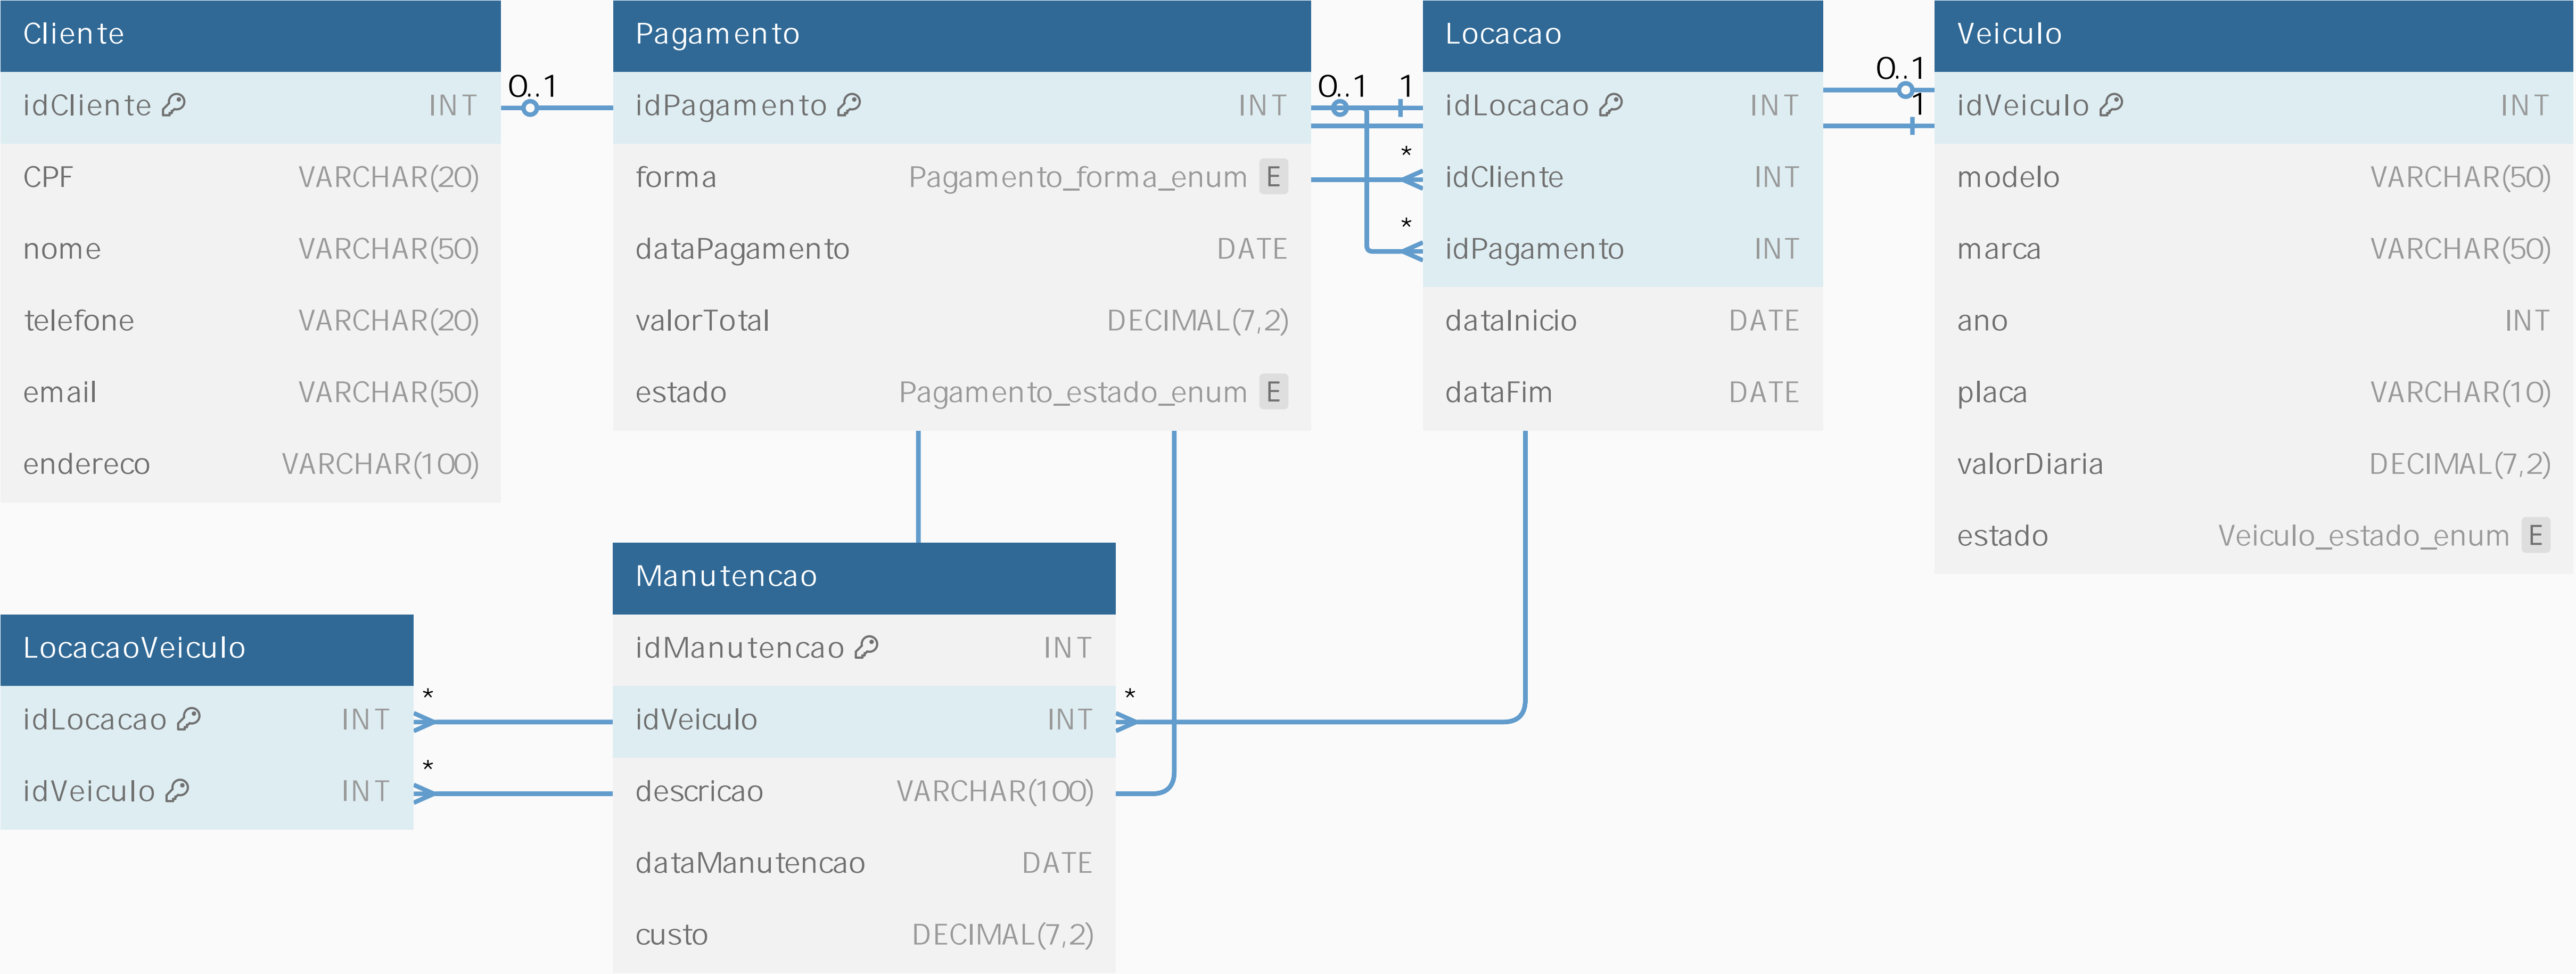 Cliente
idCliente INT
CPF VARCHAR(20)
nome VARCHAR(50)
telefone VARCHAR(20)
email VARCHAR(50)
endereco VARCHAR(100)
0..1
Pagamento
idPagamento INT
forma Pagamento_forma_enum E
dataPagamento DATE
valorTotal DECIMAL(7,2)
estado Pagamento_estado_enum E
0..1 1
*
*
Locacao
idLocacao INT
idCliente INT
idPagamento INT
dataInicio DATE
dataFim DATE
0..1
1
Veiculo
idVeiculo INT
modelo VARCHAR(50)
marca VARCHAR(50)
ano INT
placa VARCHAR(10)
valorDiaria DECIMAL(7,2)
estado Veiculo_estado_enum E
LocacaoVeiculo
idLocacao INT
idVeiculo INT
*
*
Manutencao
idManutencao INT
idVeiculo INT
descricao VARCHAR(100)
dataManutencao DATE
custo DECIMAL(7,2)
*